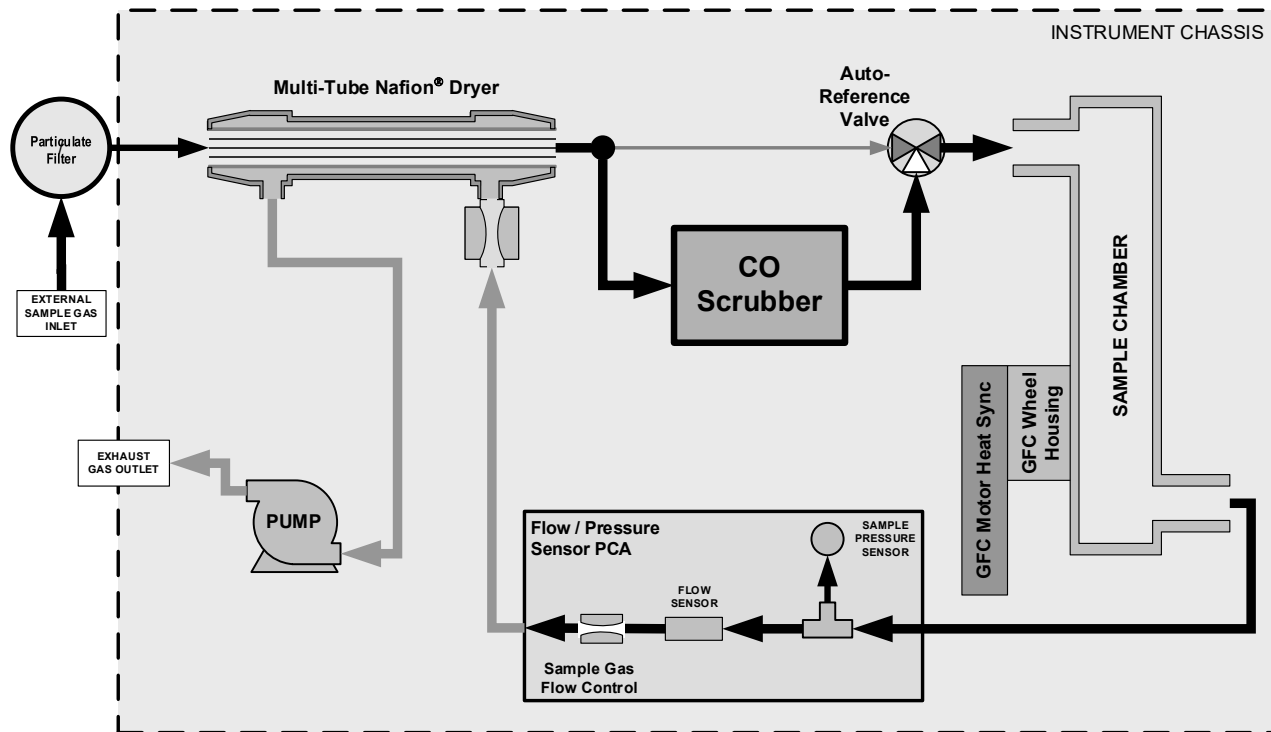 INSTRUMENT CHASSIS
Multi-Tube Nafion® Dryer
Auto-
Reference
Valve
Particulate
Filter
EXTERNAL
SAMPLE GAS
INLET
CO
Scrubber
SAMPLE CHAMBER
GFC Wheel
Housing
GFC Motor Heat Sync
EXHAUST
GAS OUTLET
PUMP
Flow / Pressure
Sensor PCA
SAMPLE
PRESSURE
SENSOR
FLOW
SENSOR
Sample Gas
Flow Control